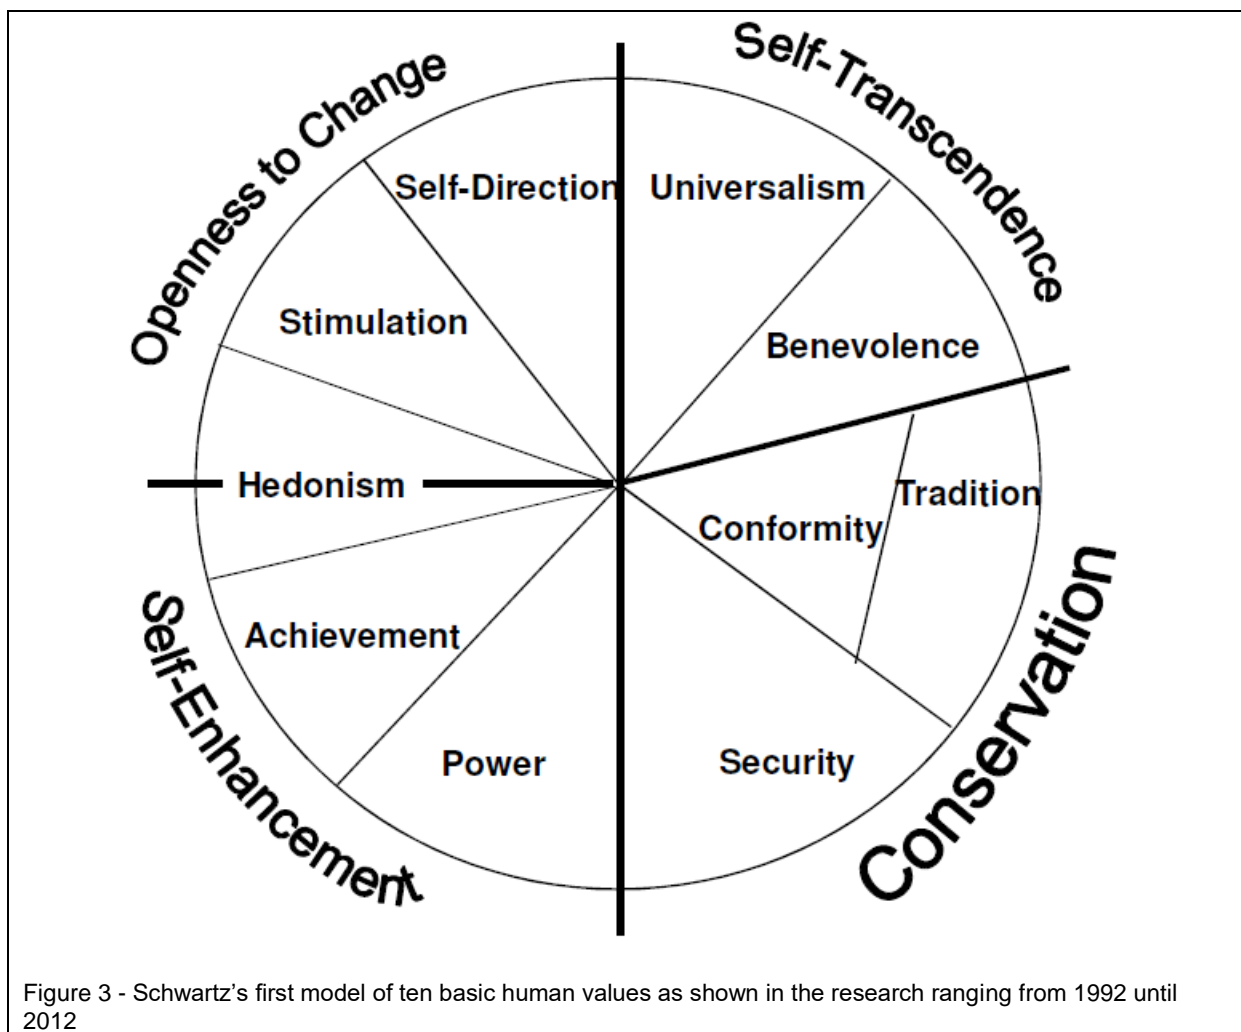 Openness to Change
Self-Transcendence
Self-Direction
Universalism
Stimulation
Benevolence
Hedonism
Conformity
Tradition
Achievement
Power
Security
Self-Enhancement
Conservation
Figure 3 - Schwartz’s first model of ten basic human values as shown in the research ranging from 1992 until
2012